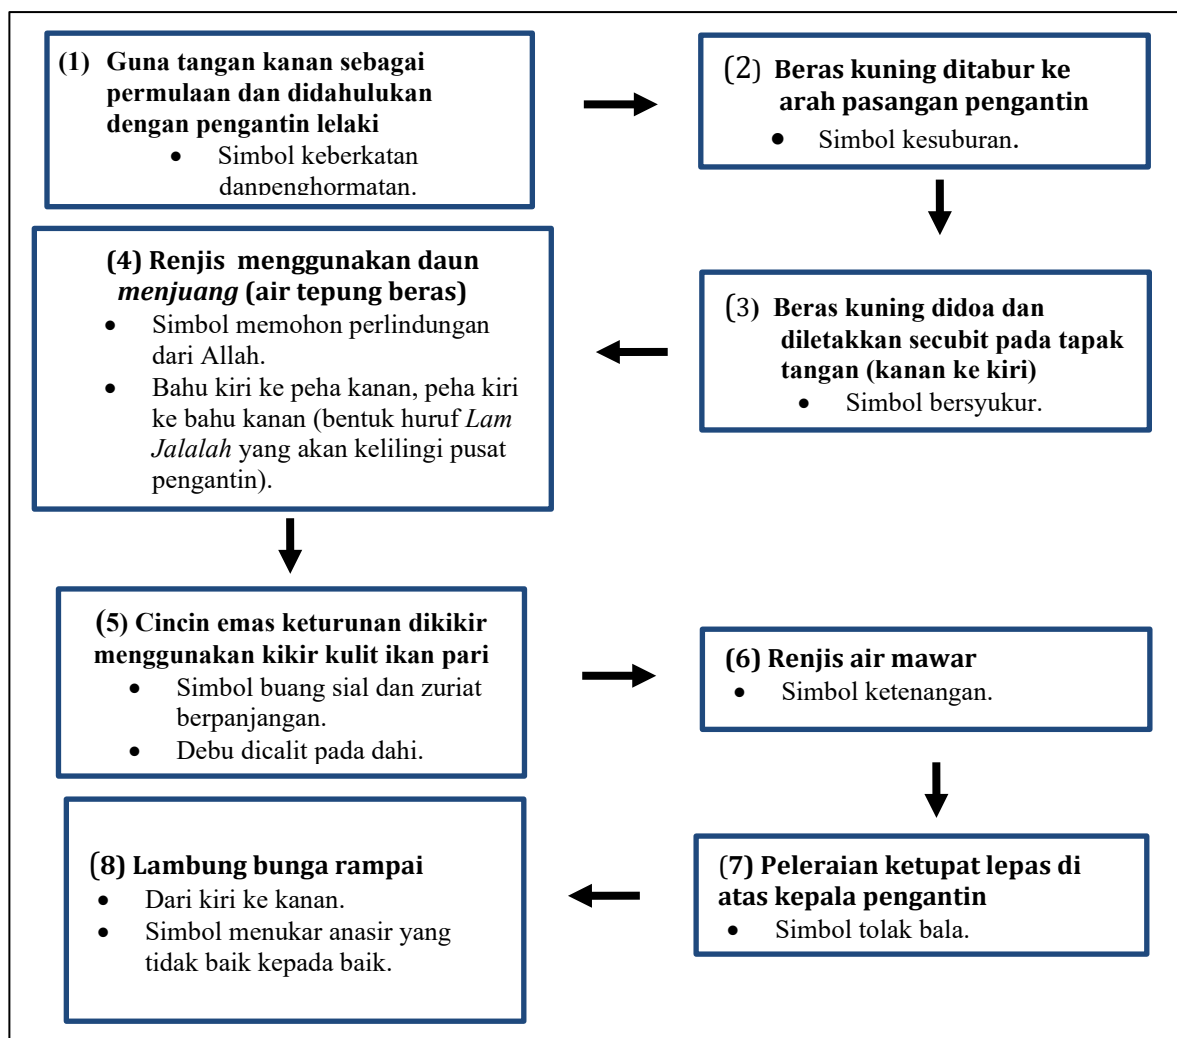 (1) Guna tangan kanan sebagai
permulaan dan didahulukan
dengan pengantin lelaki
• Simbol keberkatan
danpenghormatan.
(2) Beras kuning ditabur ke
arah pasangan pengantin
• Simbol kesuburan.
(3) Beras kuning didoa dan
diletakkan secubit pada tapak
tangan (kanan ke kiri)
• Simbol bersyukur.
(4) Renjis menggunakan daun
menjuang (air tepung beras)
• Simbol memohon perlindungan
dari Allah.
• Bahu kiri ke peha kanan, peha kiri
ke bahu kanan (bentuk huruf Lam
Jalalah yang akan kelilingi pusat
pengantin).
(5) Cincin emas keturunan dikikir
menggunakan kikir kulit ikan pari
• Simbol buang sial dan zuriat
berpanjangan.
• Debu dicalit pada dahi.
(6) Renjis air mawar
• Simbol ketenangan.
(7) Peleraian ketupat lepas di
atas kepala pengantin
• Simbol tolak bala.
(8) Lambung bunga rampai
• Dari kiri ke kanan.
• Simbol menukar anasir yang
tidak baik kepada baik.